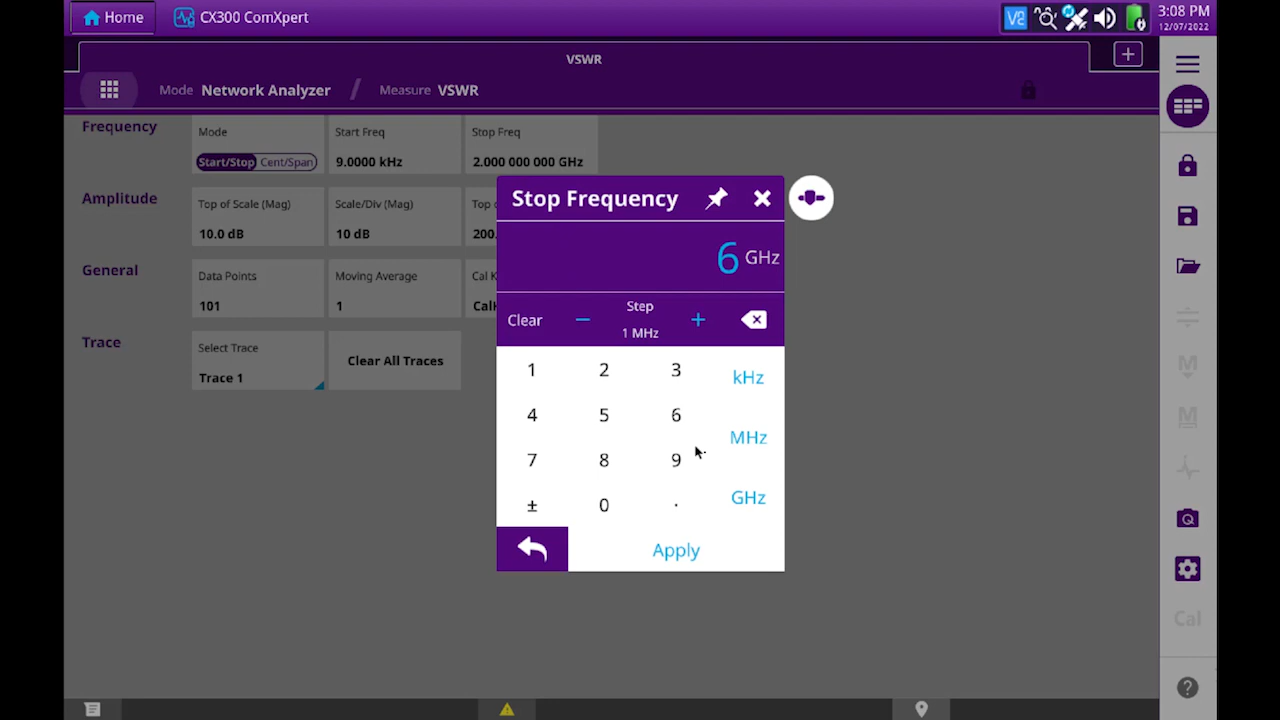 Home
CX300 ComXpert
3:08 PM
12/07/2022
VSWR
Mode Network Analyzer / Measure VSWR
Frequency
Mode
Start/Stop Cent/Span
Start Freq
9.0000 kHz
Stop Freq
2.000 000 000 GHz
Amplitude
Top of Scale (Mag)
10.0 dB
Scale/Div (Mag)
10 dB
Top
200.
General
Data Points
101
Moving Average
1
Cal K
CalK
Trace
Select Trace
Trace 1
Clear All Traces
Stop Frequency
6 GHz
Clear − Step +
1 MHz
1 2 3 kHz
4 5 6 MHz
7 8 9
± 0 . GHz
Apply
M
M
Cal
?